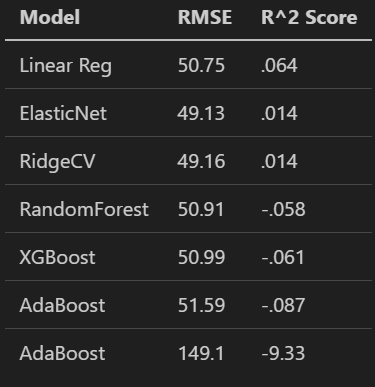 Model RMSE R^2 Score
Linear Reg 50.75 .064
ElasticNet 49.13 .014
RidgeCV 49.16 .014
RandomForest 50.91 -.058
XGBoost 50.99 -.061
AdaBoost 51.59 -.087
AdaBoost 149.1 -9.33